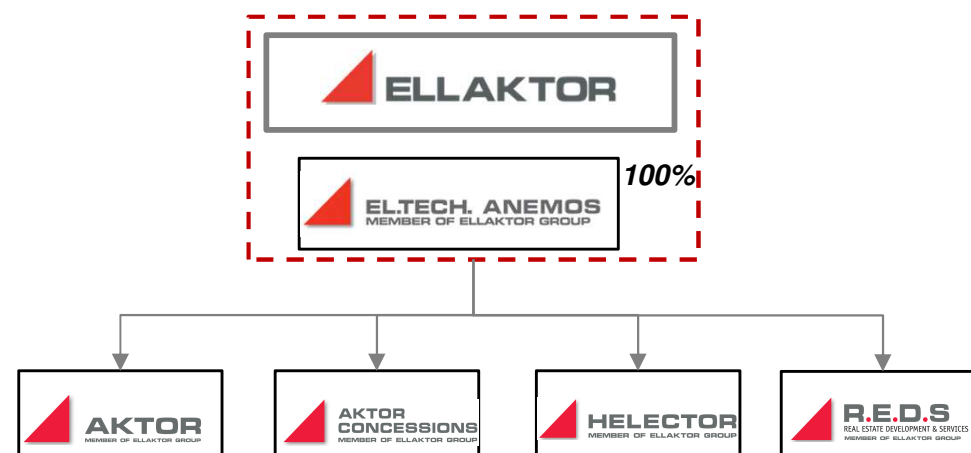 ELLAKTOR
100%
EL.TECH. ANEMOS
MEMBER OF ELLAKTOR GROUP
AKTOR
MEMBER OF ELLAKTOR GROUP
AKTOR
CONCESSIONS
MEMBER OF ELLAKTOR GROUP
HELECTOR
MEMBER OF ELLAKTOR GROUP
R.E.D.S
REAL ESTATE DEVELOPMENT & SERVICES
MEMBER OF ELLAKTOR GROUP